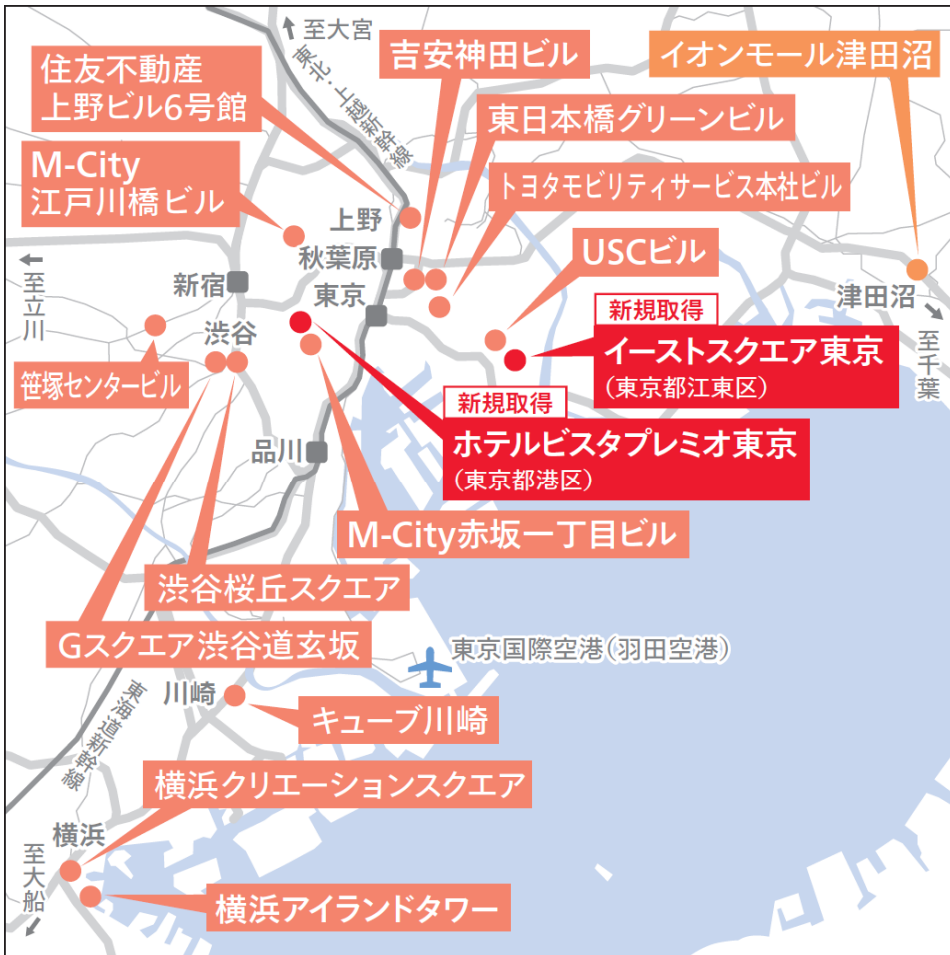 至大宮
東北・上越新幹線
住友不動産
上野ビル6号館
吉安神田ビル
イオンモール津田沼
東日本橋グリーンビル
M-City
江戸川橋ビル
トヨタモビリティサービス本社ビル
上野
秋葉原
USCビル
新宿
東京
至立川
津田沼
新規取得
イーストスクエア東京
(東京都江東区)
至千葉
渋谷
笹塚センタービル
新規取得
ホテルビスタプレミオ東京
(東京都港区)
品川
M-City赤坂一丁目ビル
渋谷桜丘スクエア
Gスクエア渋谷道玄坂
東京国際空港(羽田空港)
川崎
東海道新幹線
キューブ川崎
横浜クリエーションスクエア
横浜
至大船
横浜アイランドタワー